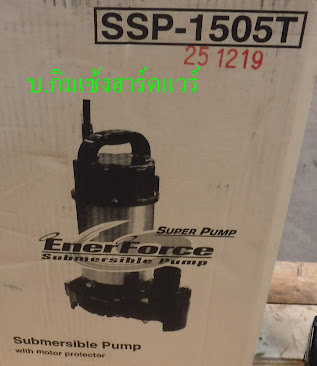 SSP-1505T
25 1219
บ.กิมเซ้งฮาร์ดแวร์
SUPER PUMP
EnerForce
Submersible Pump
Submersible Pump
with motor protector